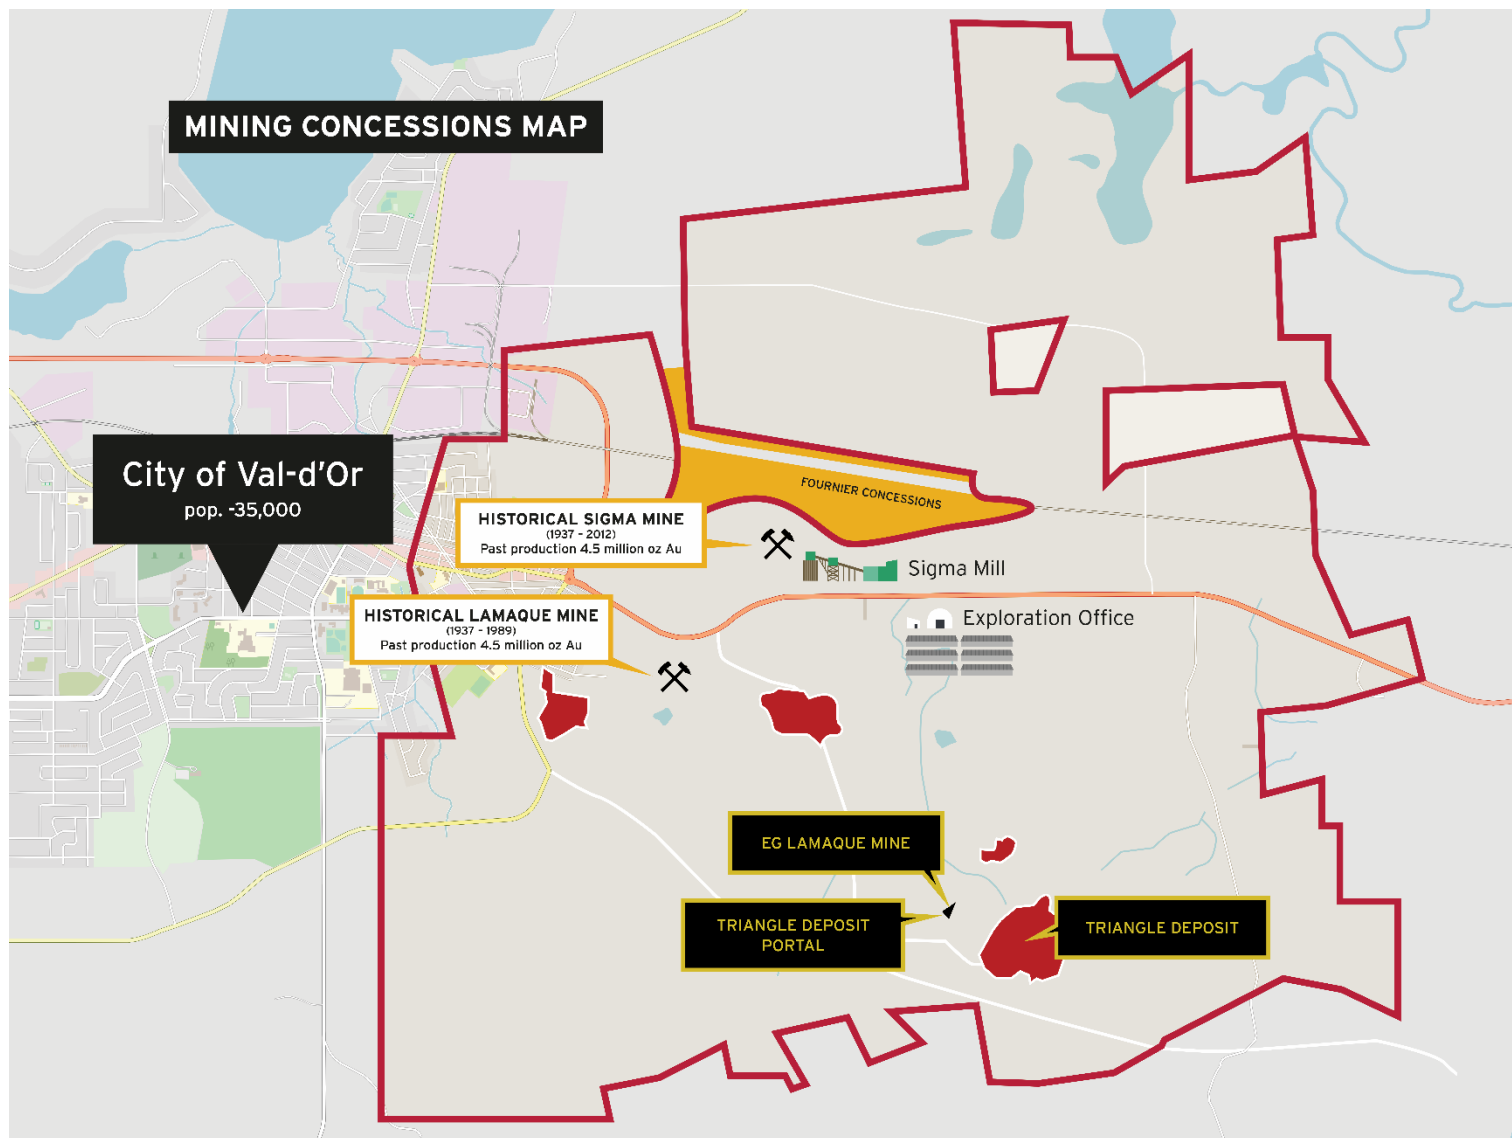 MINING CONCESSIONS MAP
City of Val-d'Or
pop. -35,000
FOURNIER CONCESSIONS
HISTORICAL SIGMA MINE
(1937 - 2012)
Past production 4.5 million oz Au
Sigma Mill
HISTORICAL LAMAQUE MINE
(1937 - 1989)
Past production 4.5 million oz Au
Exploration Office
EG LAMAQUE MINE
TRIANGLE DEPOSIT
PORTAL
TRIANGLE DEPOSIT